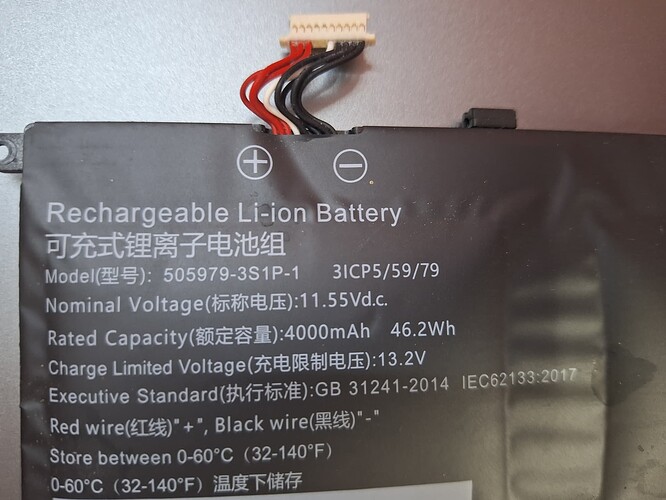 + −
Rechargeable Li-ion Battery
可充式锂离子电池组
Model(型号): 505979-3S1P-1 3ICP5/59/79
Nominal Voltage(标称电压):11.55Vd.c.
Rated Capacity(额定容量):4000mAh 46.2Wh
Charge Limited Voltage(充电限制电压):13.2V
Executive Standard(执行标准):GB 31241-2014 IEC62133:2017
Red wire(红线)"+", Black wire(黑线)"-"
Store between 0-60°C（32-140°F）
0-60°C（32-140°F）温度下储存